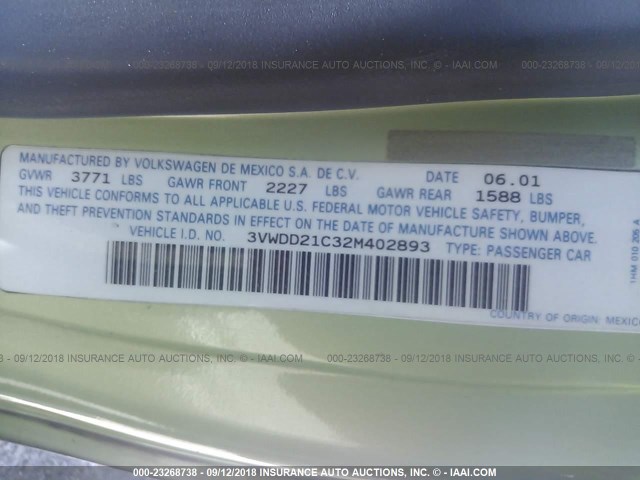 000-23268738 - 09/12/2018 INSURANCE AUTO AUCTIONS, INC. - IAAI.COM
MANUFACTURED BY VOLKSWAGEN DE MEXICO S.A. DE C.V. DATE 06.01
GVWR 3771 LBS GAWR FRONT 2227 LBS GAWR REAR 1588 LBS
THIS VEHICLE CONFORMS TO ALL APPLICABLE U.S. FEDERAL MOTOR VEHICLE SAFETY, BUMPER,
AND THEFT PREVENTION STANDARDS IN EFFECT ON THE DATE OF MANUFACTURE SHOWN ABOVE.
VEHICLE I.D. NO. 3VWDD21C32M402893 TYPE: PASSENGER CAR
COUNTRY OF ORIGIN: MEXICO
000-23268738 - 09/12/2018 INSURANCE AUTO AUCTIONS, INC. - IAAI.COM
000-23268738 - 09/12/2018 INSURANCE AUTO AUCTIONS, INC. - IAAI.COM